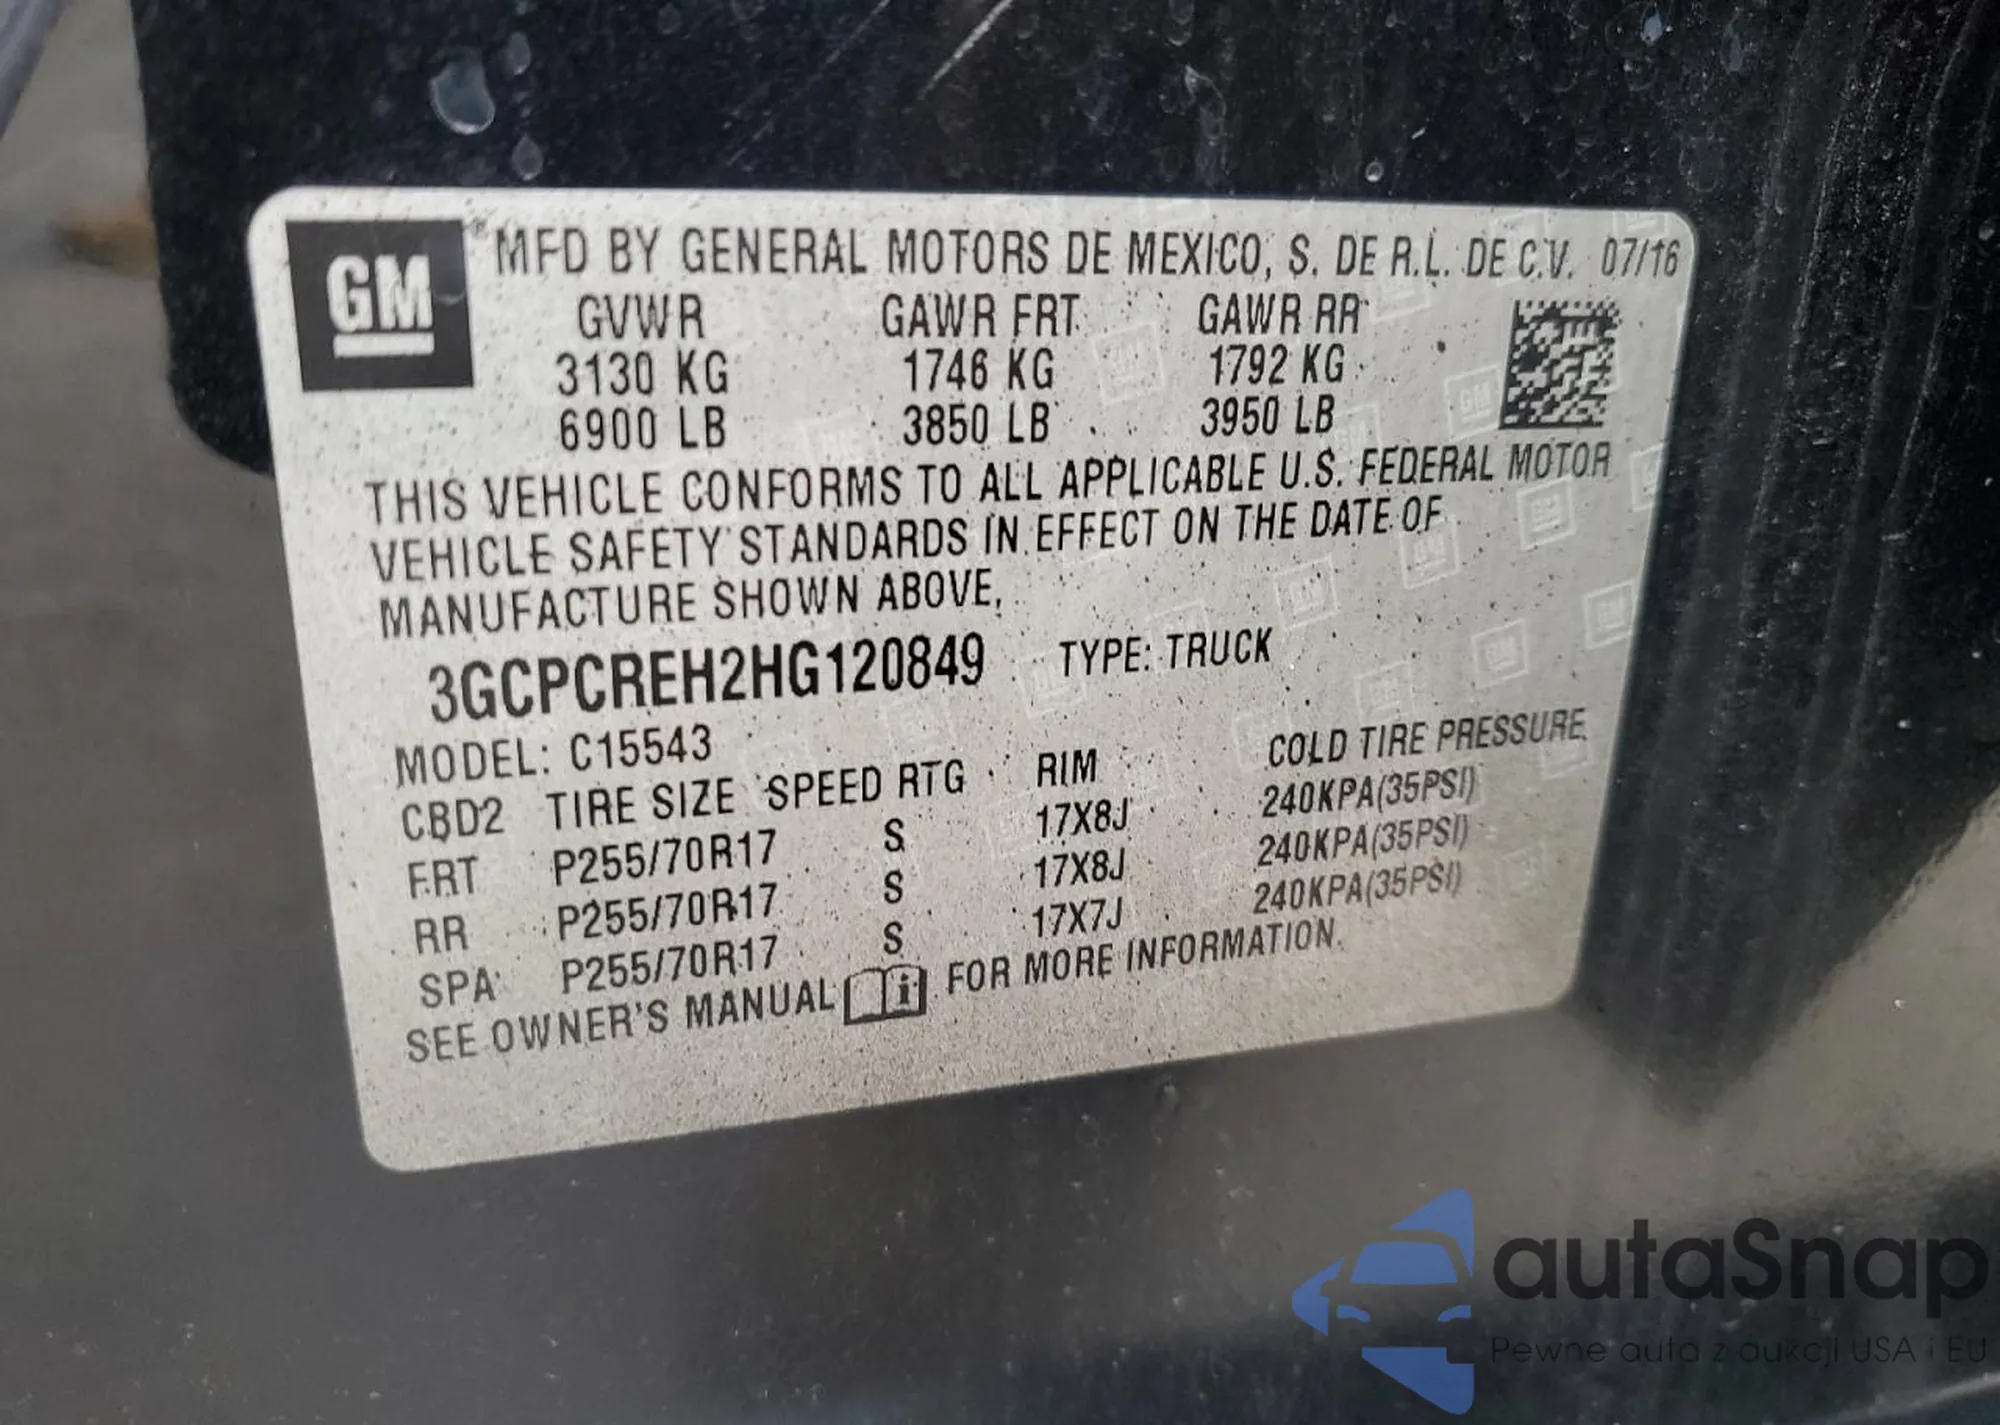 GM® MFD BY GENERAL MOTORS DE MEXICO, S. DE R.L. DE C.V. 07/16
GVWR GAWR FRT GAWR RR
3130 KG 1746 KG 1792 KG
6900 LB 3850 LB 3950 LB
THIS VEHICLE CONFORMS TO ALL APPLICABLE U.S. FEDERAL MOTOR
VEHICLE SAFETY STANDARDS IN EFFECT ON THE DATE OF
MANUFACTURE SHOWN ABOVE.
3GCPCREH2HG120849 TYPE: TRUCK
MODEL: C15543
CBD2 TIRE SIZE SPEED RTG RIM COLD TIRE PRESSURE
FRT P255/70R17 S 17X8J 240KPA(35PSI)
RR P255/70R17 S 17X8J 240KPA(35PSI)
SPA P255/70R17 S 17X7J 240KPA(35PSI)
SEE OWNER'S MANUAL i FOR MORE INFORMATION.
autaSnap
Pewne auta z aukcji USA i EU